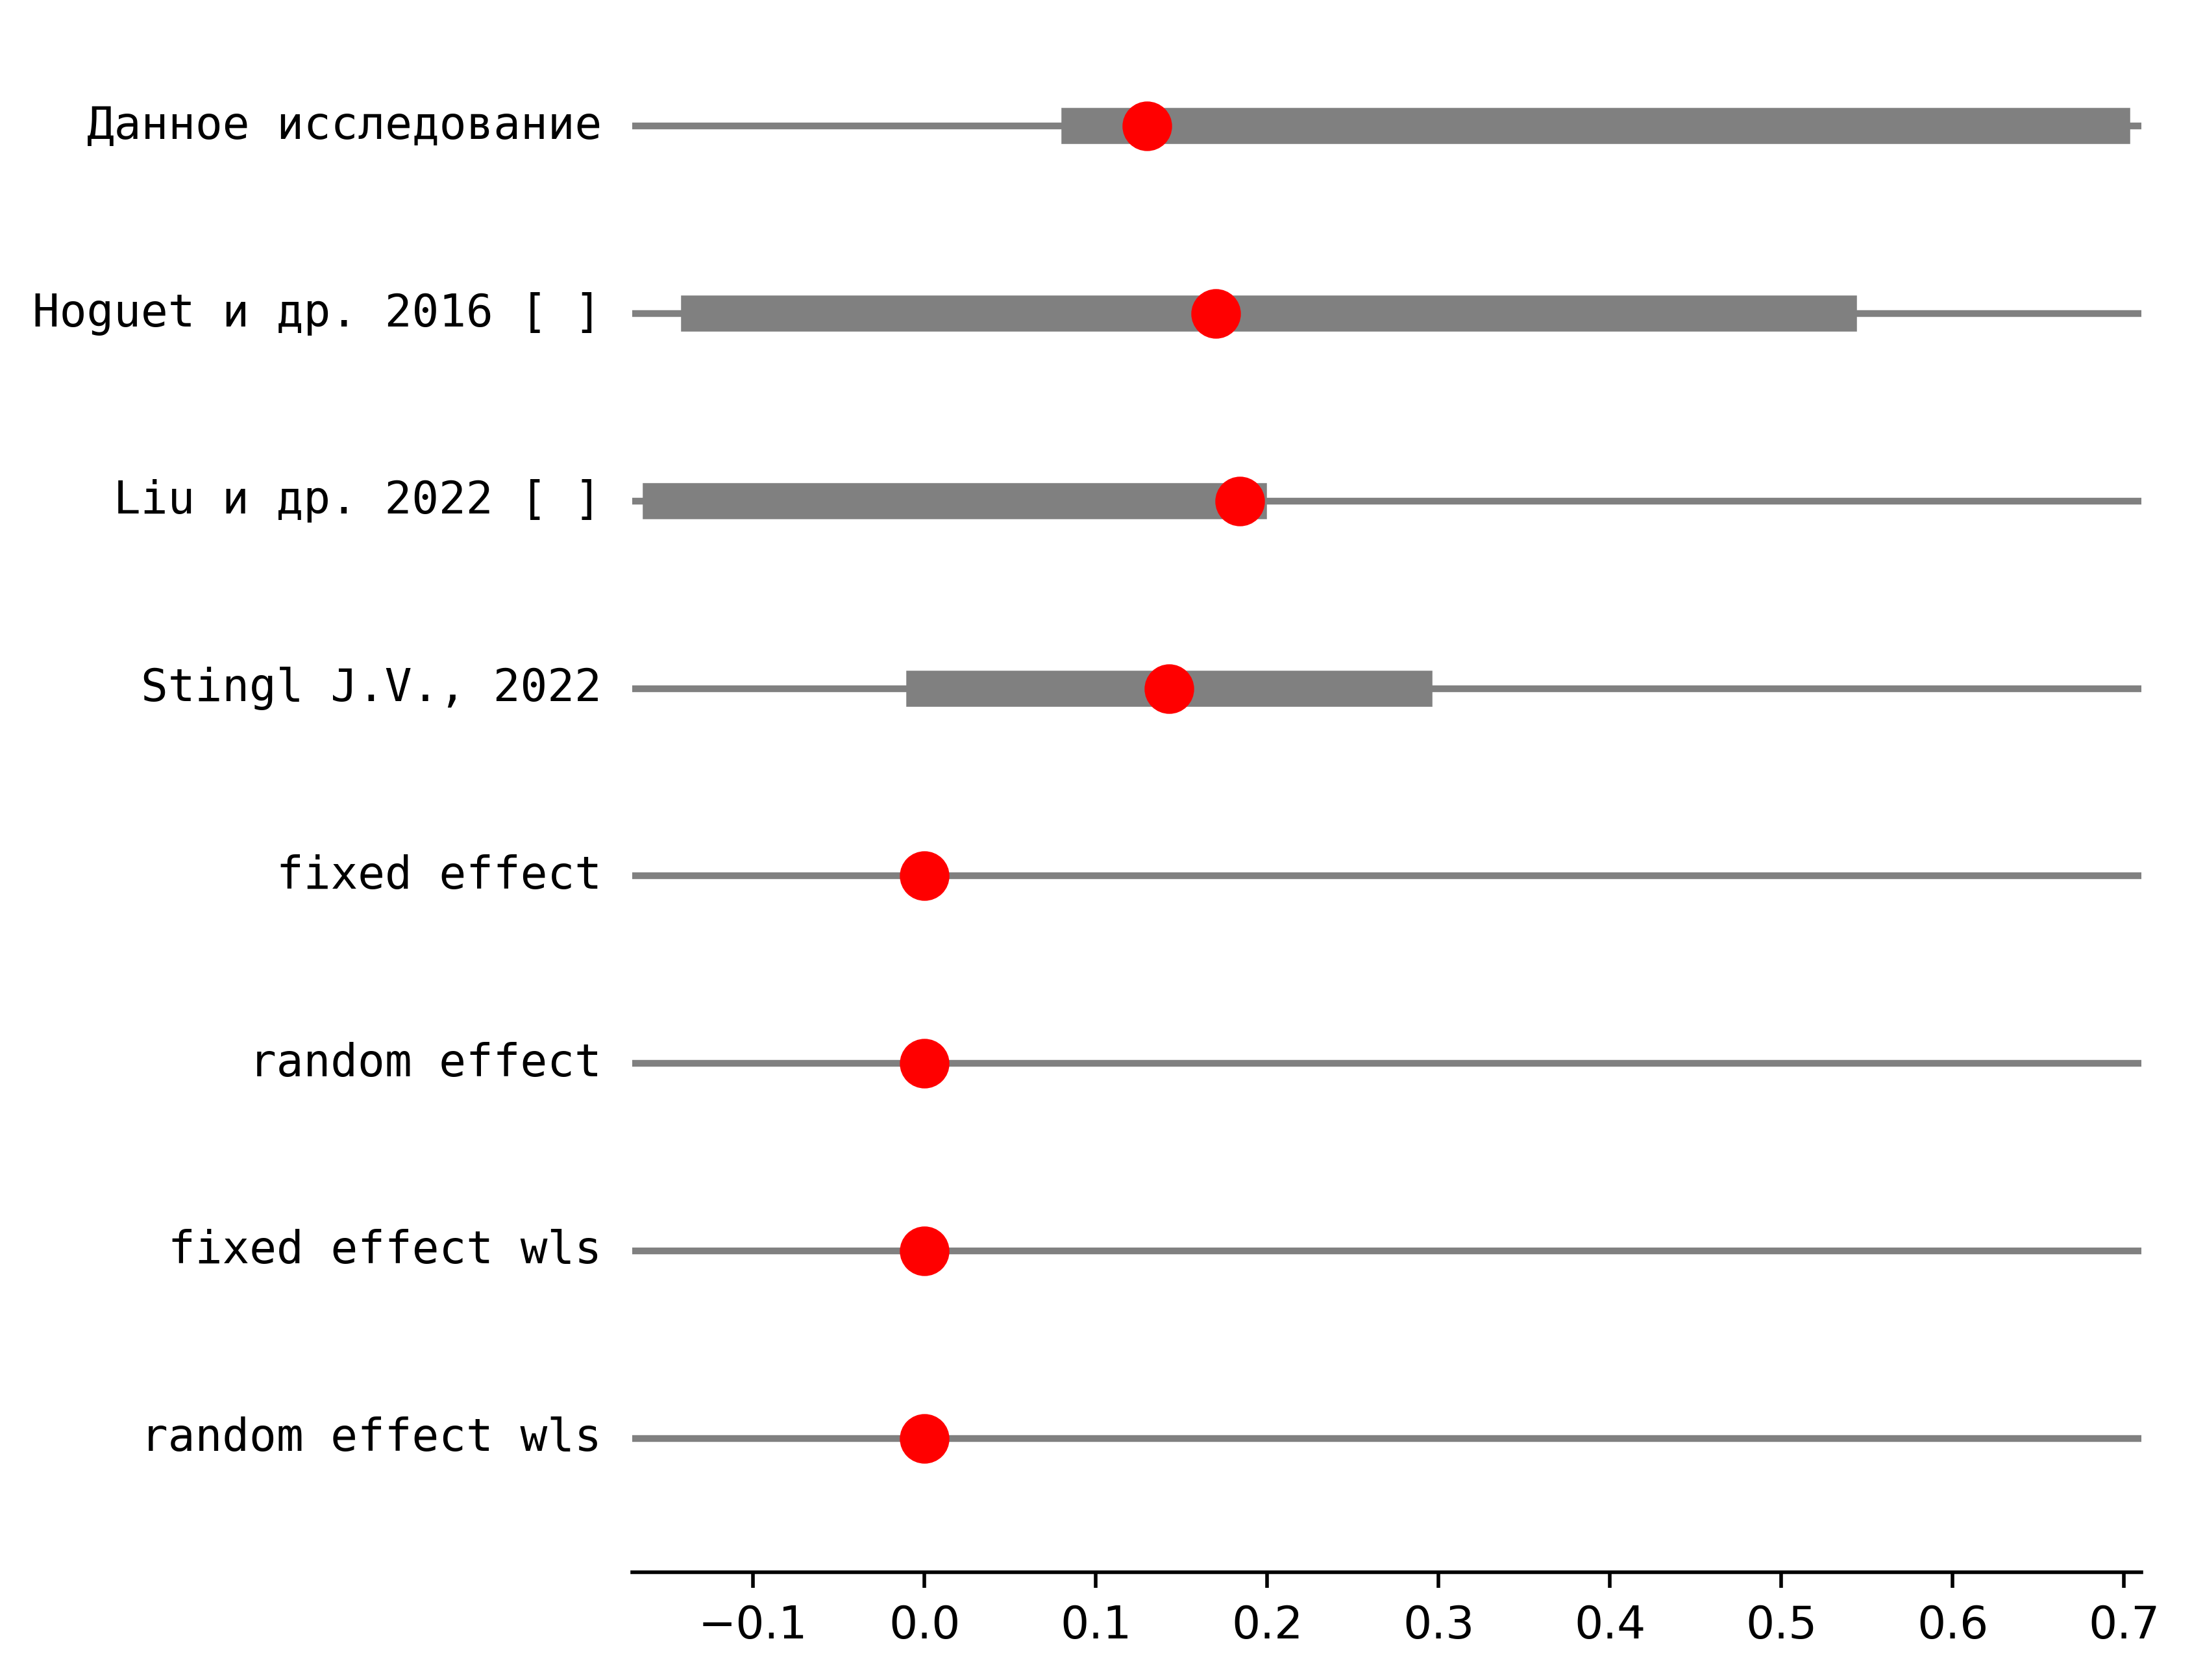 Данное исследование
Hoguet и др. 2016 [ ]
Liu и др. 2022 [ ]
Stingl J.V., 2022
fixed effect
random effect
fixed effect wls
random effect wls
−0.1 0.0 0.1 0.2 0.3 0.4 0.5 0.6 0.7